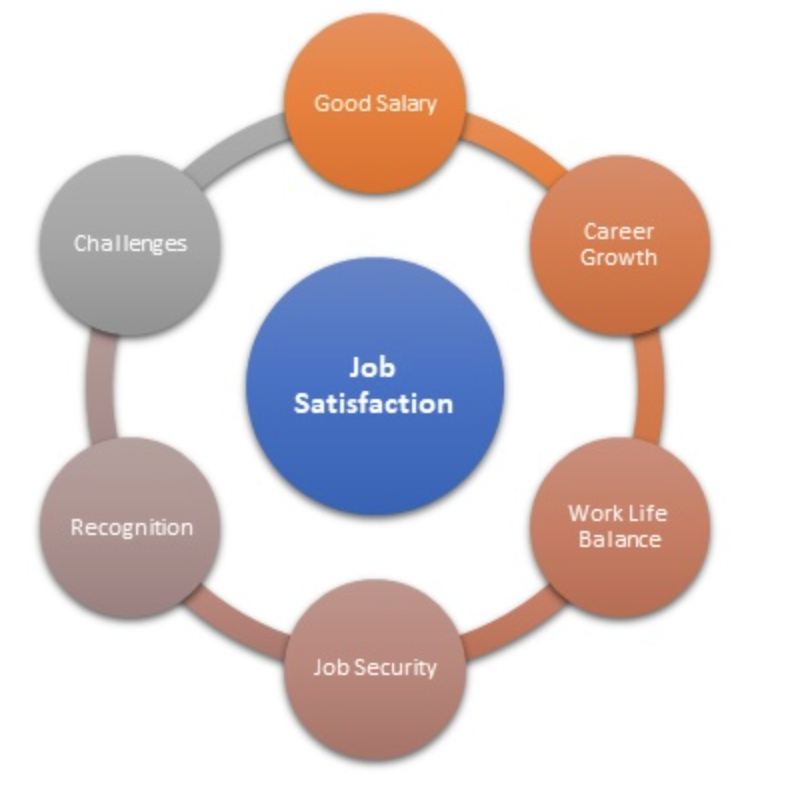 Good Salary
Career
Growth
Work Life
Balance
Job Security
Recognition
Challenges
Job
Satisfaction